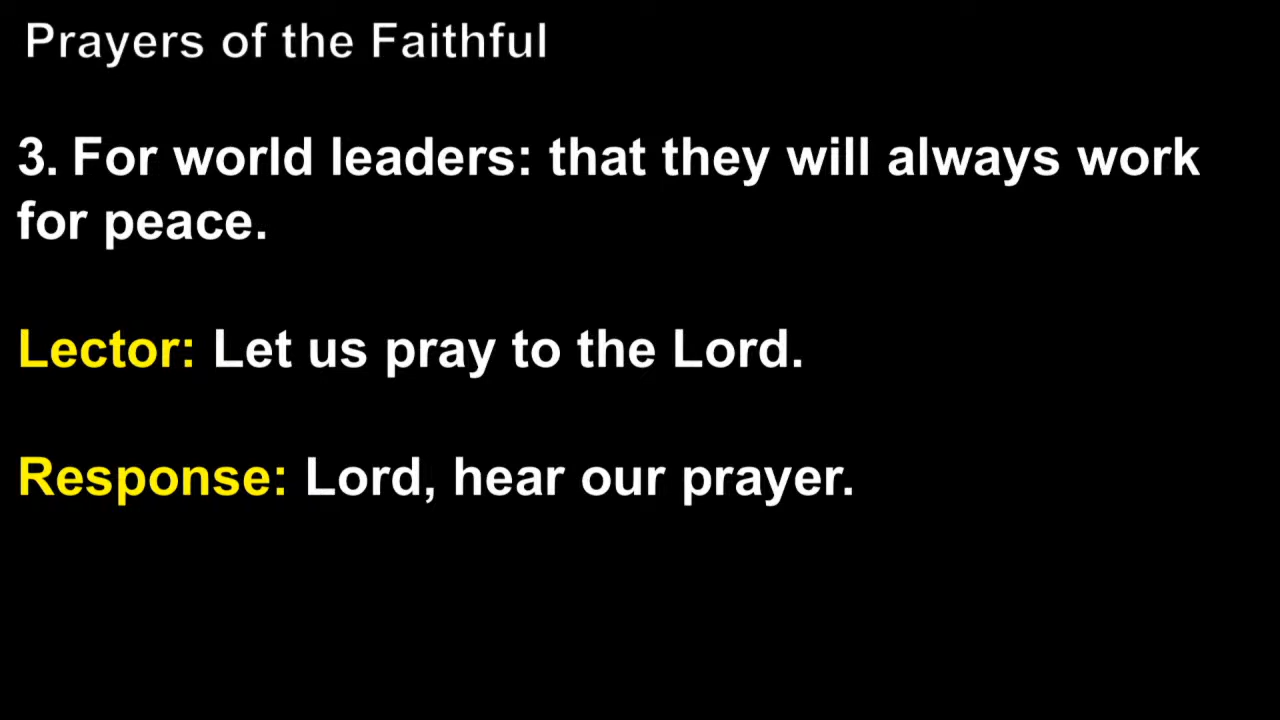 Prayers of the Faithful
3. For world leaders: that they will always work
for peace.
Lector: Let us pray to the Lord.
Response: Lord, hear our prayer.